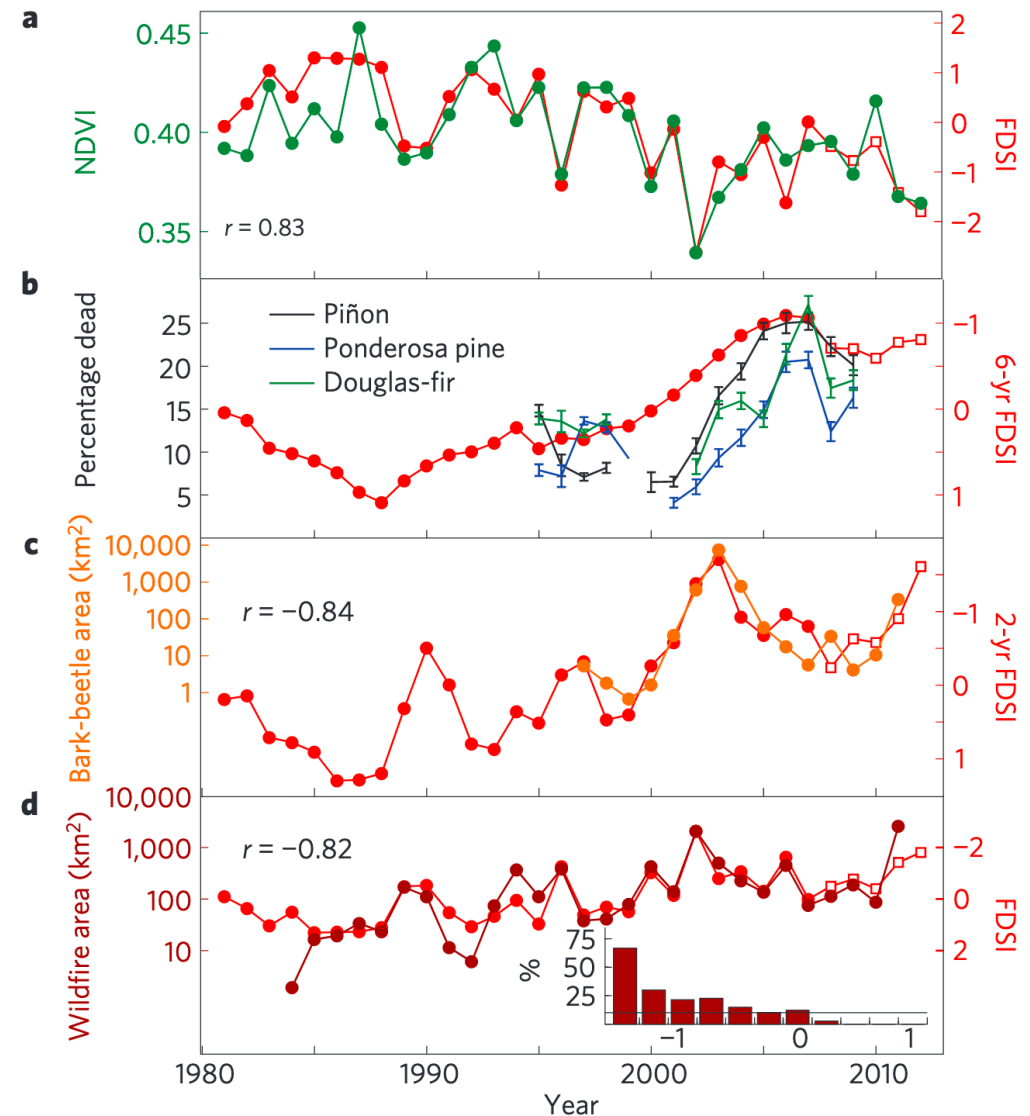 a
NDVI
0.45
0.40
0.35
r = 0.83
2
1
0
−1
−2
FDSI
b
Percentage dead
25
20
15
10
5
Piñon
Ponderosa pine
Douglas-fir
−1
0
1
6-yr FDSI
c
Bark-beetle area (km²)
10,000
1,000
100
10
1
r = −0.84
−1
0
1
2-yr FDSI
d
Wildfire area (km²)
10,000
1,000
100
10
r = −0.82
−2
0
2
FDSI
%
75
50
25
−1 0 1
1980 1990 2000 2010
Year